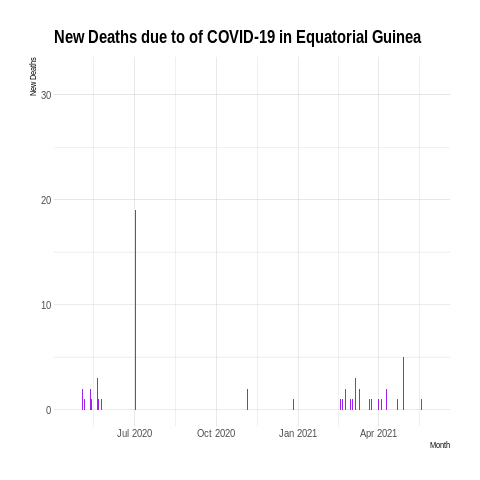 New Deaths due to of COVID-19 in Equatorial Guinea
New Deaths
30
20
10
0
Jul 2020 Oct 2020 Jan 2021 Apr 2021
Month